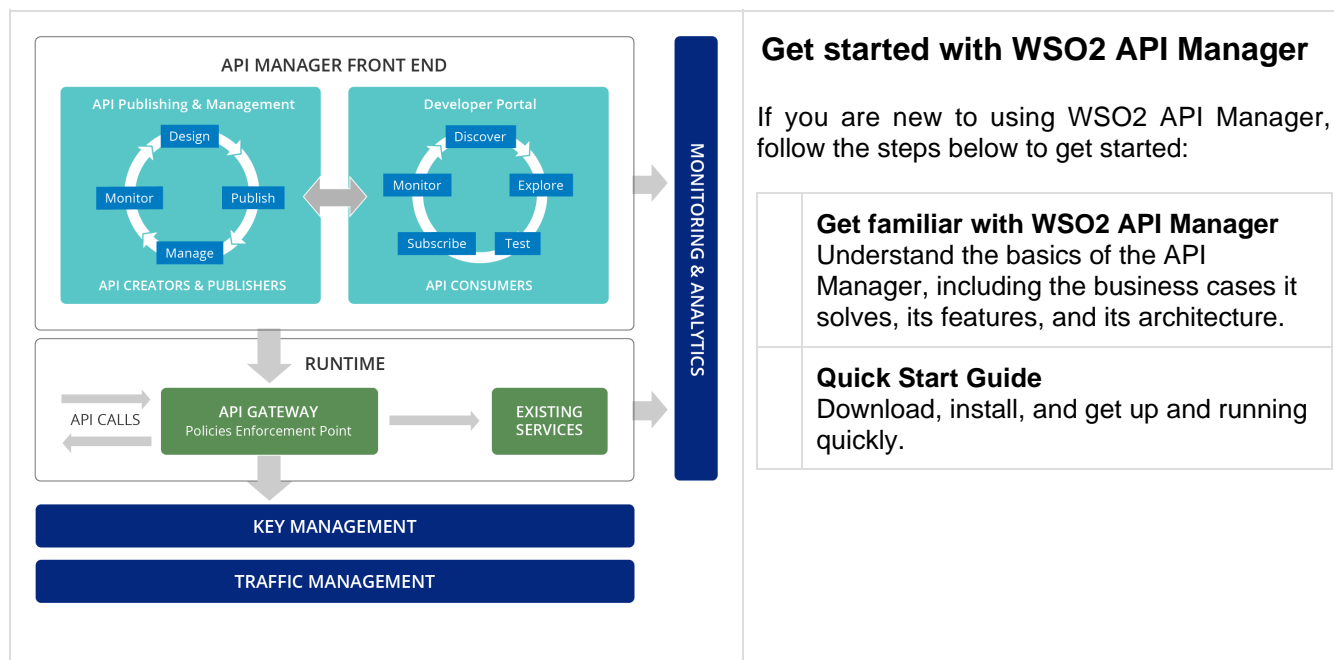 API MANAGER FRONT END
API Publishing & Management
Design
Monitor
Publish
Manage
API CREATORS & PUBLISHERS
Developer Portal
Discover
Monitor
Explore
Subscribe
Test
API CONSUMERS
MONITORING & ANALYTICS
RUNTIME
API CALLS
API GATEWAY
Policies Enforcement Point
EXISTING
SERVICES
KEY MANAGEMENT
TRAFFIC MANAGEMENT
Get started with WSO2 API Manager
If you are new to using WSO2 API Manager,
follow the steps below to get started:
Get familiar with WSO2 API Manager
Understand the basics of the API
Manager, including the business cases it
solves, its features, and its architecture.
Quick Start Guide
Download, install, and get up and running
quickly.